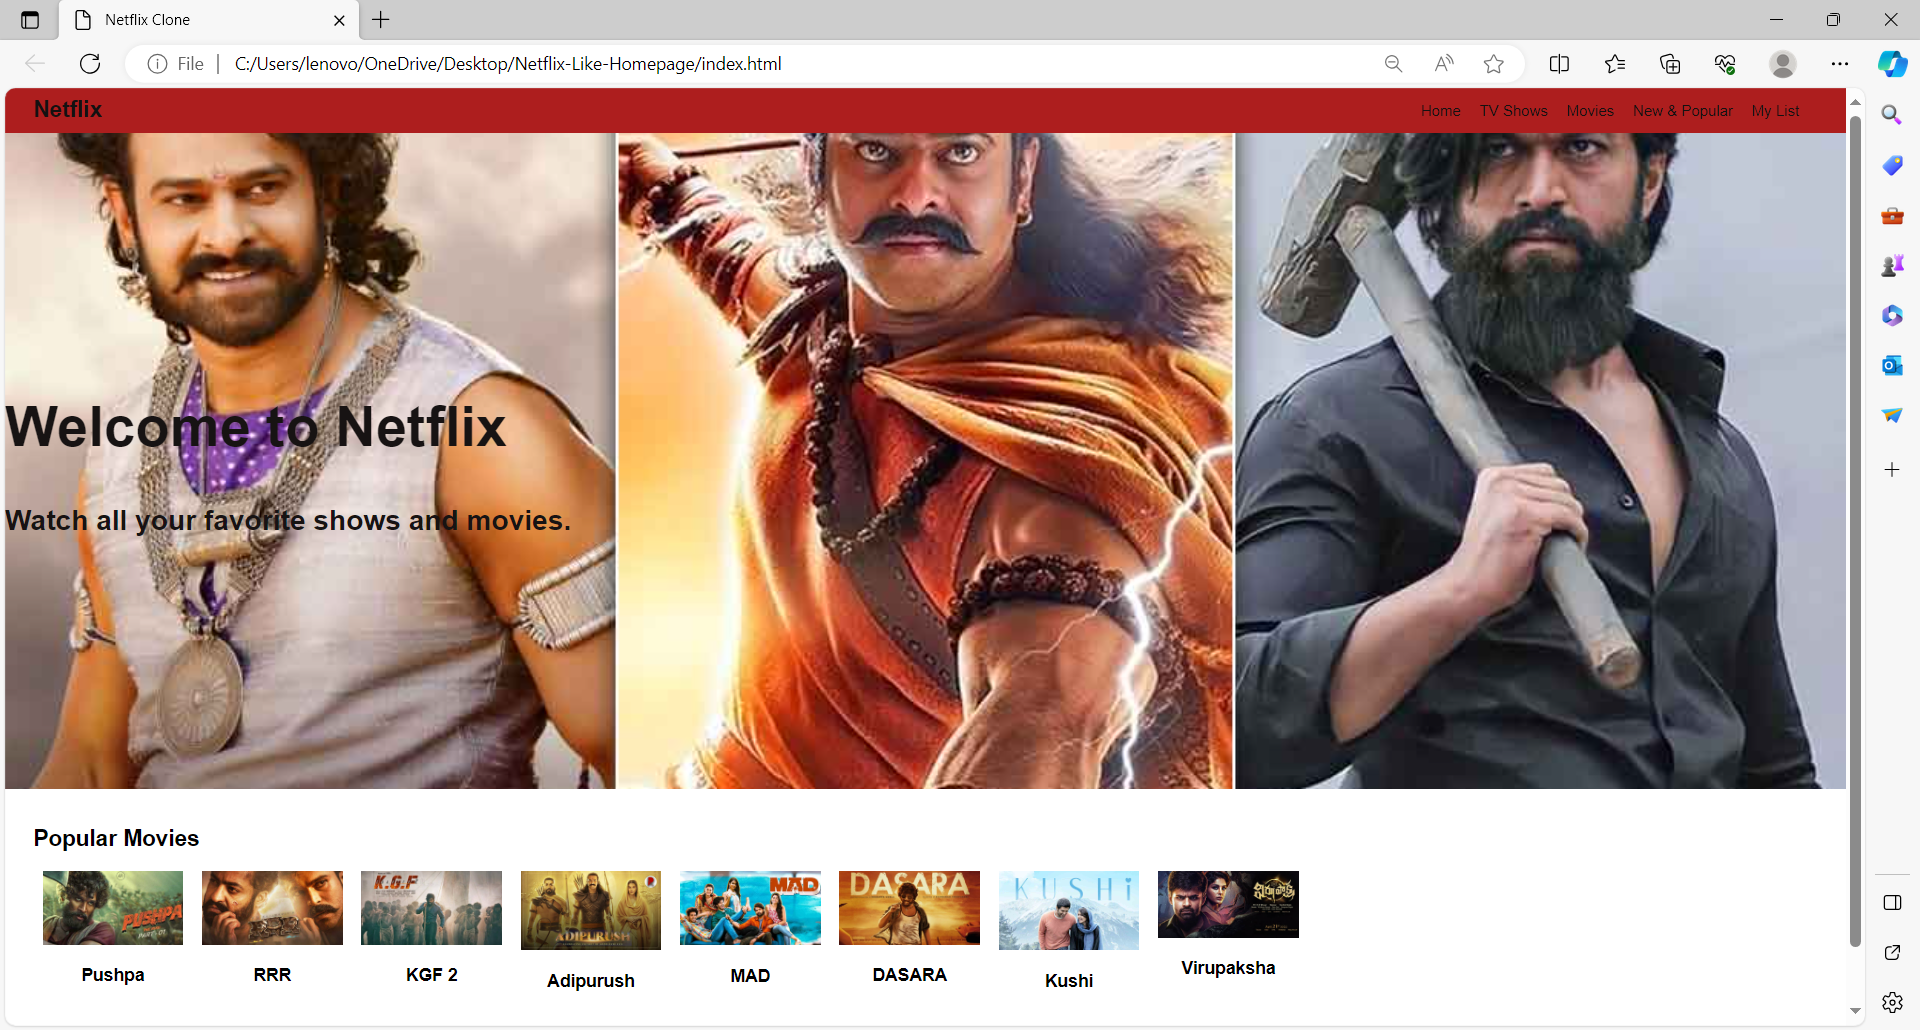 Netflix Clone
File
C:/Users/lenovo/OneDrive/Desktop/Netflix-Like-Homepage/index.html
Netflix
Home TV Shows Movies New & Popular My List
Welcome to Netflix
Watch all your favorite shows and movies.
Popular Movies
PUSHPA
K.G.F
ADIPURUSH
MAD
DASARA
KUSHi
విరూపాక్ష
Pushpa RRR KGF 2 Adipurush MAD DASARA Kushi Virupaksha